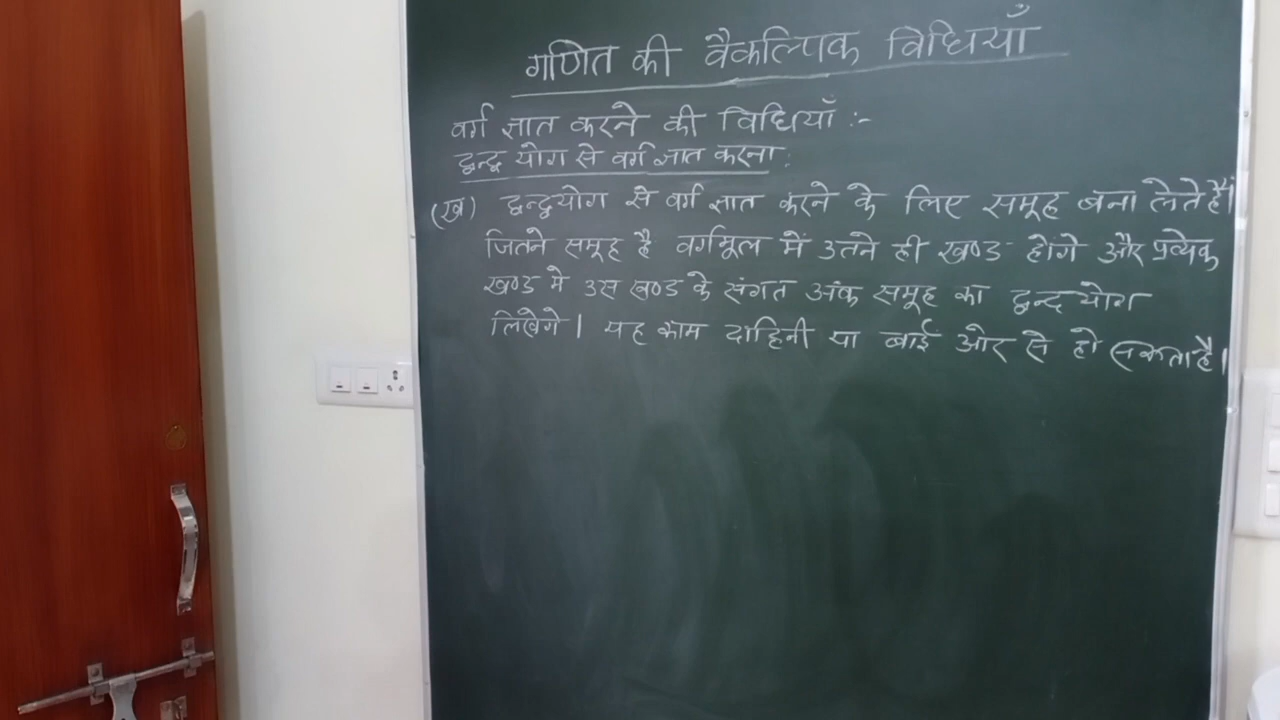 गणित की वैकल्पिक विधियाँ
वर्ग ज्ञात करने की विधियाँ :-
द्वन्द्व योग से वर्ग ज्ञात करना :
(ख) द्वन्द्वयोग से वर्ग ज्ञात करने के लिए समूह बना लेते हैं।
जितने समूह है वर्गमूल में उतने ही खण्ड होंगे और प्रत्येक
खण्ड मे उस खण्ड के संगत अंक समूह का द्वन्द योग
लिखेगे। यह काम दाहिनी या बाई ओर से हो सकता है।